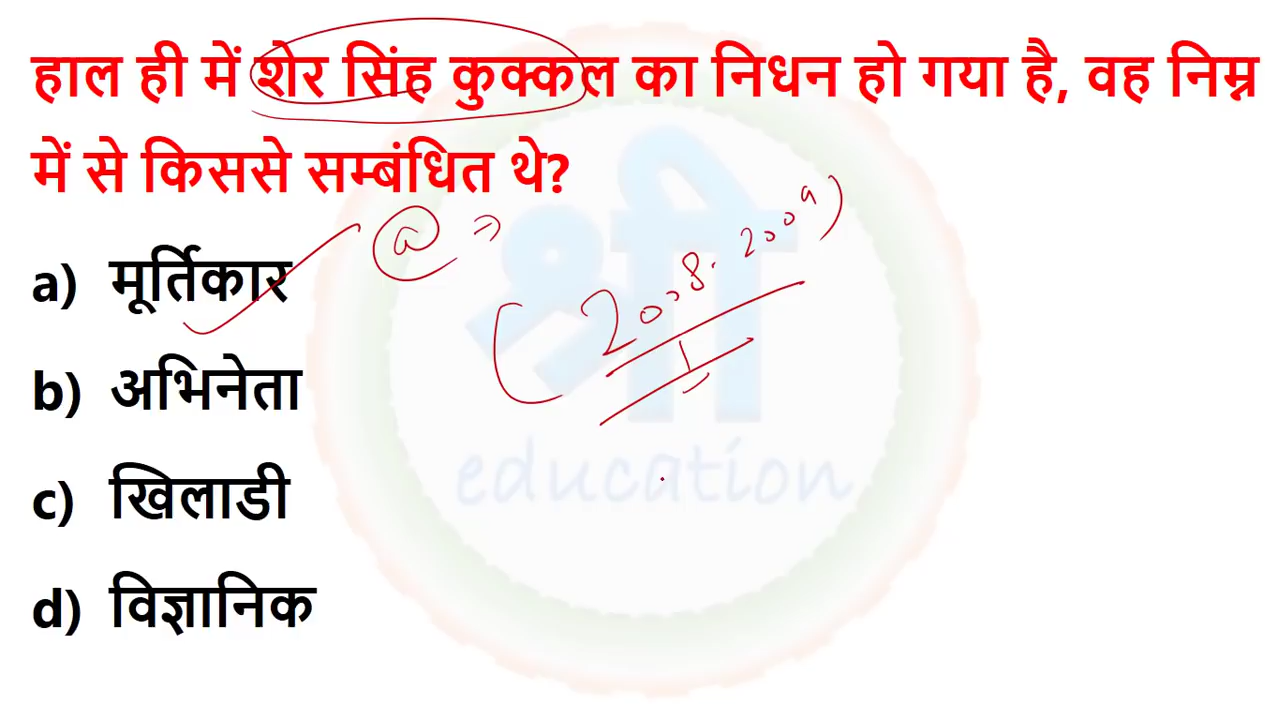 हाल ही में शेर सिंह कुक्कल का निधन हो गया है, वह निम्न
में से किससे सम्बंधित थे?
a) मूर्तिकार
a ⇒
(2008-2009)
b) अभिनेता
c) खिलाडी
d) विज्ञानिक
श्री
education